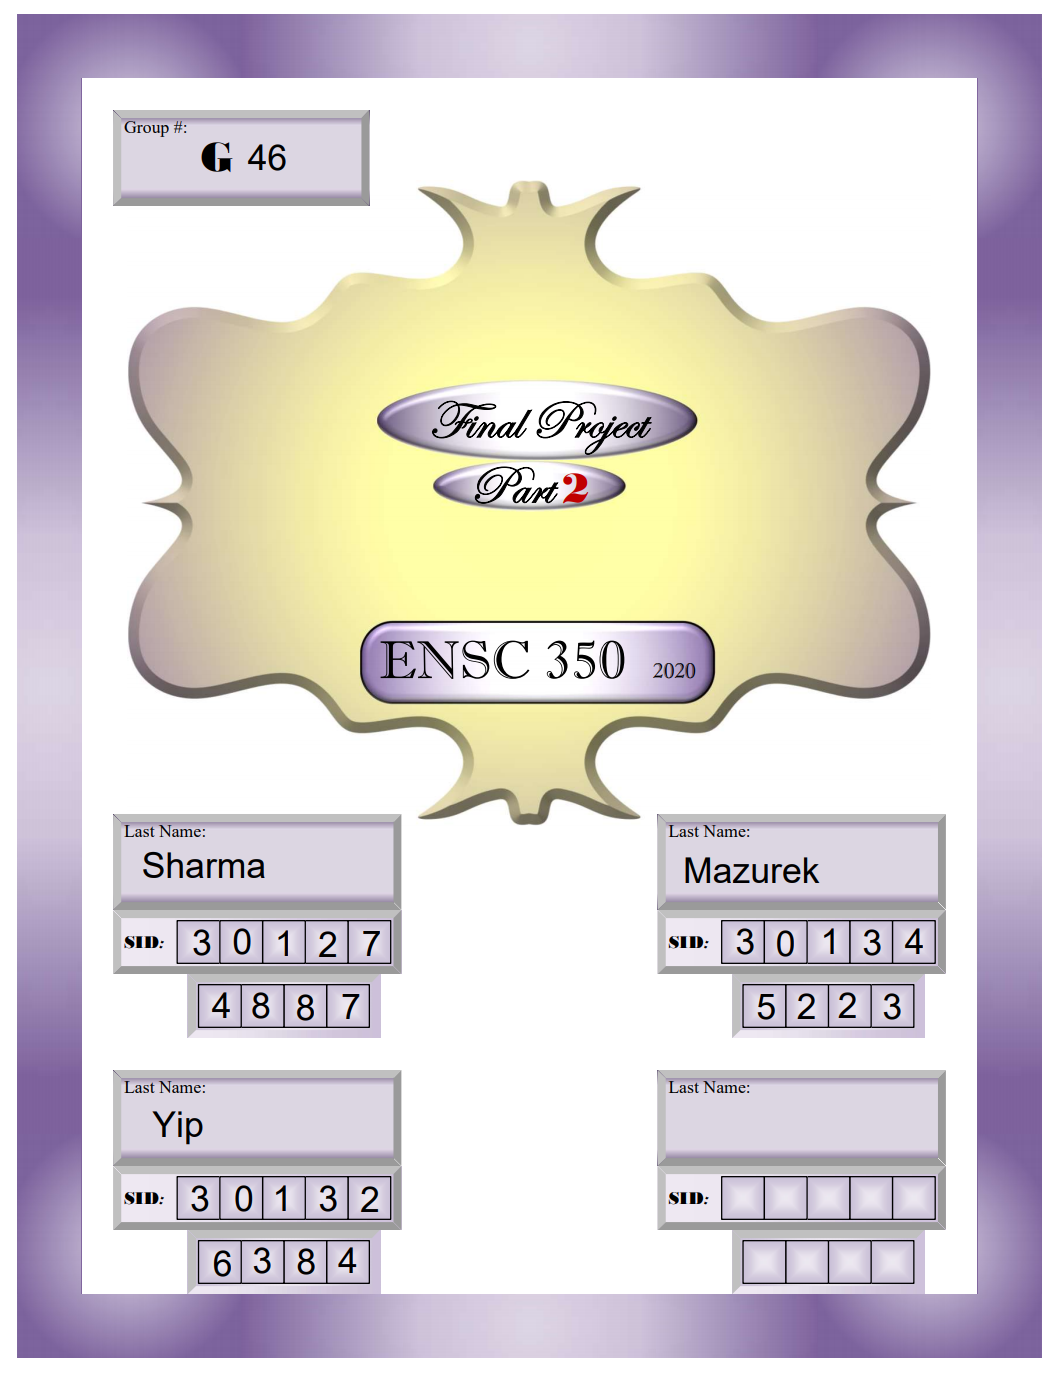 Group #:
G 46
Final Project
Part 2
ENSC 350 2020
Last Name:
Sharma
SID: 3 0 1 2 7
4 8 8 7
Last Name:
Mazurek
SID: 3 0 1 3 4
5 2 2 3
Last Name:
Yip
SID: 3 0 1 3 2
6 3 8 4
Last Name:
SID: